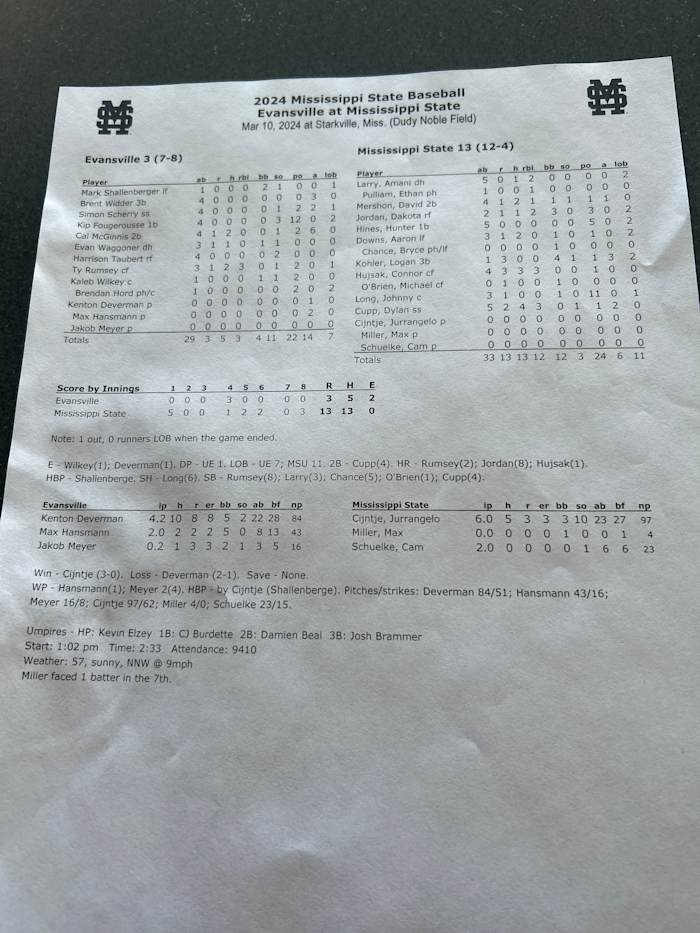 2024 Mississippi State Baseball
Evansville at Mississippi State
Mar 10, 2024 at Starkville, Miss. (Dudy Noble Field)
Evansville 3 (7-8)
Player ab r h rbi bb so po a lob
Mark Shallenberger lf 1 0 0 0 2 1 0 0 1
Brent Widder 3b 4 0 0 0 0 0 0 3 0
Simon Scherry ss 4 0 0 0 0 1 2 2 1
Kip Fougerousse 1b 4 0 0 0 0 3 12 0 2
Cal McGinnis 2b 4 1 2 0 0 1 2 6 0
Evan Waggoner dh 3 1 1 0 1 1 0 0 0
Harrison Taubert rf 4 0 0 0 0 2 0 0 0
Ty Rumsey cf 3 1 2 3 0 1 2 0 1
Kaleb Wilkey c 1 0 0 0 1 1 2 0 0
Brendan Hord ph/c 1 0 0 0 0 0 2 0 2
Kenton Deverman p 0 0 0 0 0 0 0 1 0
Max Hansmann p 0 0 0 0 0 0 0 2 0
Jakob Meyer p 0 0 0 0 0 0 0 0 0
Totals 29 3 5 3 4 11 22 14 7
Mississippi State 13 (12-4)
Player ab r h rbi bb so po a lob
Larry, Amani dh 5 0 1 2 0 0 0 0 2
Pulliam, Ethan ph 1 0 0 1 0 0 0 0 0
Mershon, David 2b 4 1 2 1 1 1 1 1 0
Jordan, Dakota rf 2 1 1 2 3 0 3 0 2
Hines, Hunter 1b 5 0 0 0 0 0 5 0 2
Downs, Aaron lf 3 1 2 0 1 0 1 0 2
Chance, Bryce ph/lf 0 0 0 0 1 0 0 0 0
Kohler, Logan 3b 1 3 0 0 4 1 1 3 2
Hujsak, Connor cf 4 3 3 3 0 0 1 0 0
O'Brien, Michael cf 0 1 0 0 1 0 0 0 0
Long, Johnny c 3 1 0 0 1 0 11 0 1
Cupp, Dylan ss 5 2 4 3 0 1 1 2 0
Cijntje, Jurrangelo p 0 0 0 0 0 0 0 0 0
Miller, Max p 0 0 0 0 0 0 0 0 0
Schuelke, Cam p 0 0 0 0 0 0 0 0 0
Totals 33 13 13 12 12 3 24 6 11
Score by Innings 1 2 3 4 5 6 7 8 R H E
Evansville 0 0 0 3 0 0 0 0 3 5 2
Mississippi State 5 0 0 1 2 2 0 3 13 13 0
Note: 1 out, 0 runners LOB when the game ended.
E - Wilkey(1); Deverman(1). DP - UE 1. LOB - UE 7; MSU 11. 2B - Cupp(4). HR - Rumsey(2); Jordan(8); Hujsak(1).
HBP - Shallenberge. SH - Long(6). SB - Rumsey(8); Larry(3); Chance(5); O'Brien(1); Cupp(4).
Evansville ip h r er bb so ab bf np
Kenton Deverman 4.2 10 8 8 5 2 22 28 84
Max Hansmann 2.0 2 2 2 5 0 8 13 43
Jakob Meyer 0.2 1 3 3 2 1 3 5 16
Mississippi State ip h r er bb so ab bf np
Cijntje, Jurrangelo 6.0 5 3 3 3 10 23 27 97
Miller, Max 0.0 0 0 0 1 0 0 1 4
Schuelke, Cam 2.0 0 0 0 0 1 6 6 23
Win - Cijntje (3-0). Loss - Deverman (2-1). Save - None.
WP - Hansmann(1); Meyer 2(4). HBP - by Cijntje (Shallenberge). Pitches/strikes: Deverman 84/51; Hansmann 43/16;
Meyer 16/8; Cijntje 97/62; Miller 4/0; Schuelke 23/15.
Umpires - HP: Kevin Elzey 1B: CJ Burdette 2B: Damien Beal 3B: Josh Brammer
Start: 1:02 pm Time: 2:33 Attendance: 9410
Weather: 57, sunny, NNW @ 9mph
Miller faced 1 batter in the 7th.